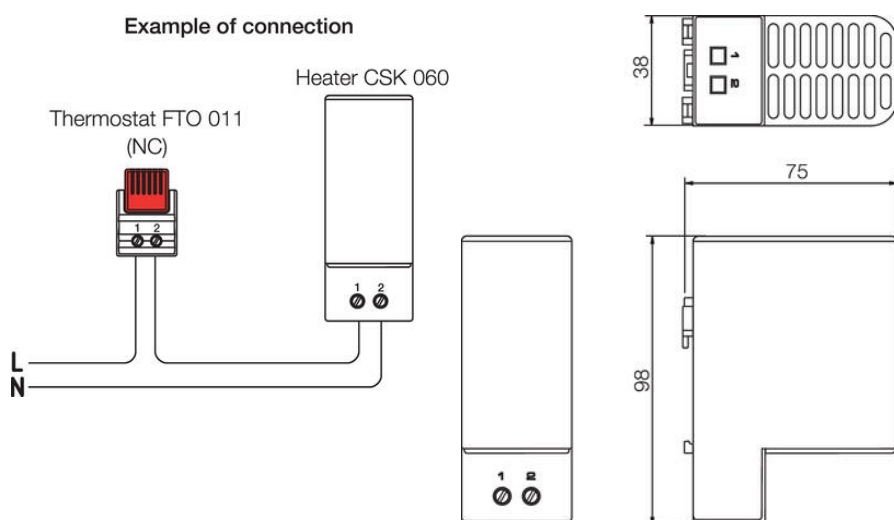 Example of connection
Heater CSK 060
Thermostat FTO 011
(NC)
1 2
1 2
L
N
38
1
2
75
98
1 2